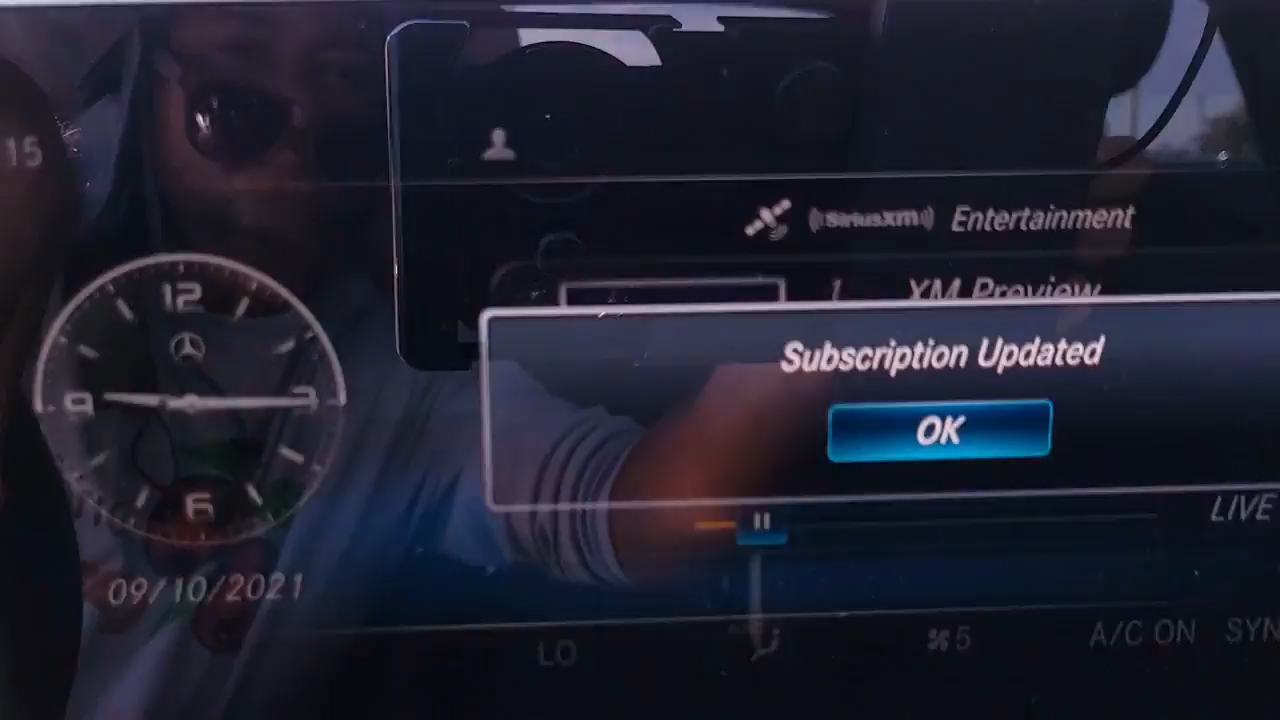 15
((SiriusXM)) Entertainment
1 XM Preview
Subscription Updated
OK
12
9 3
6
LIVE
09/10/2021
LO
5 A/C ON SYN